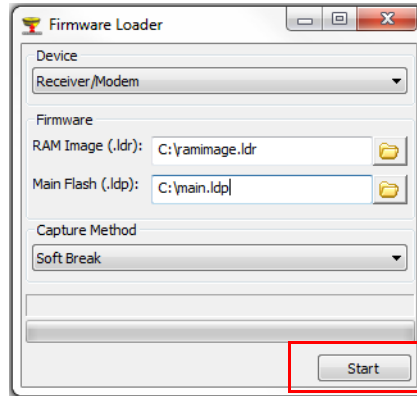 Firmware Loader
Device
Receiver/Modem
Firmware
RAM Image (.ldr): C:\ramimage.ldr
Main Flash (.ldp): C:\main.ldp
Capture Method
Soft Break
Start